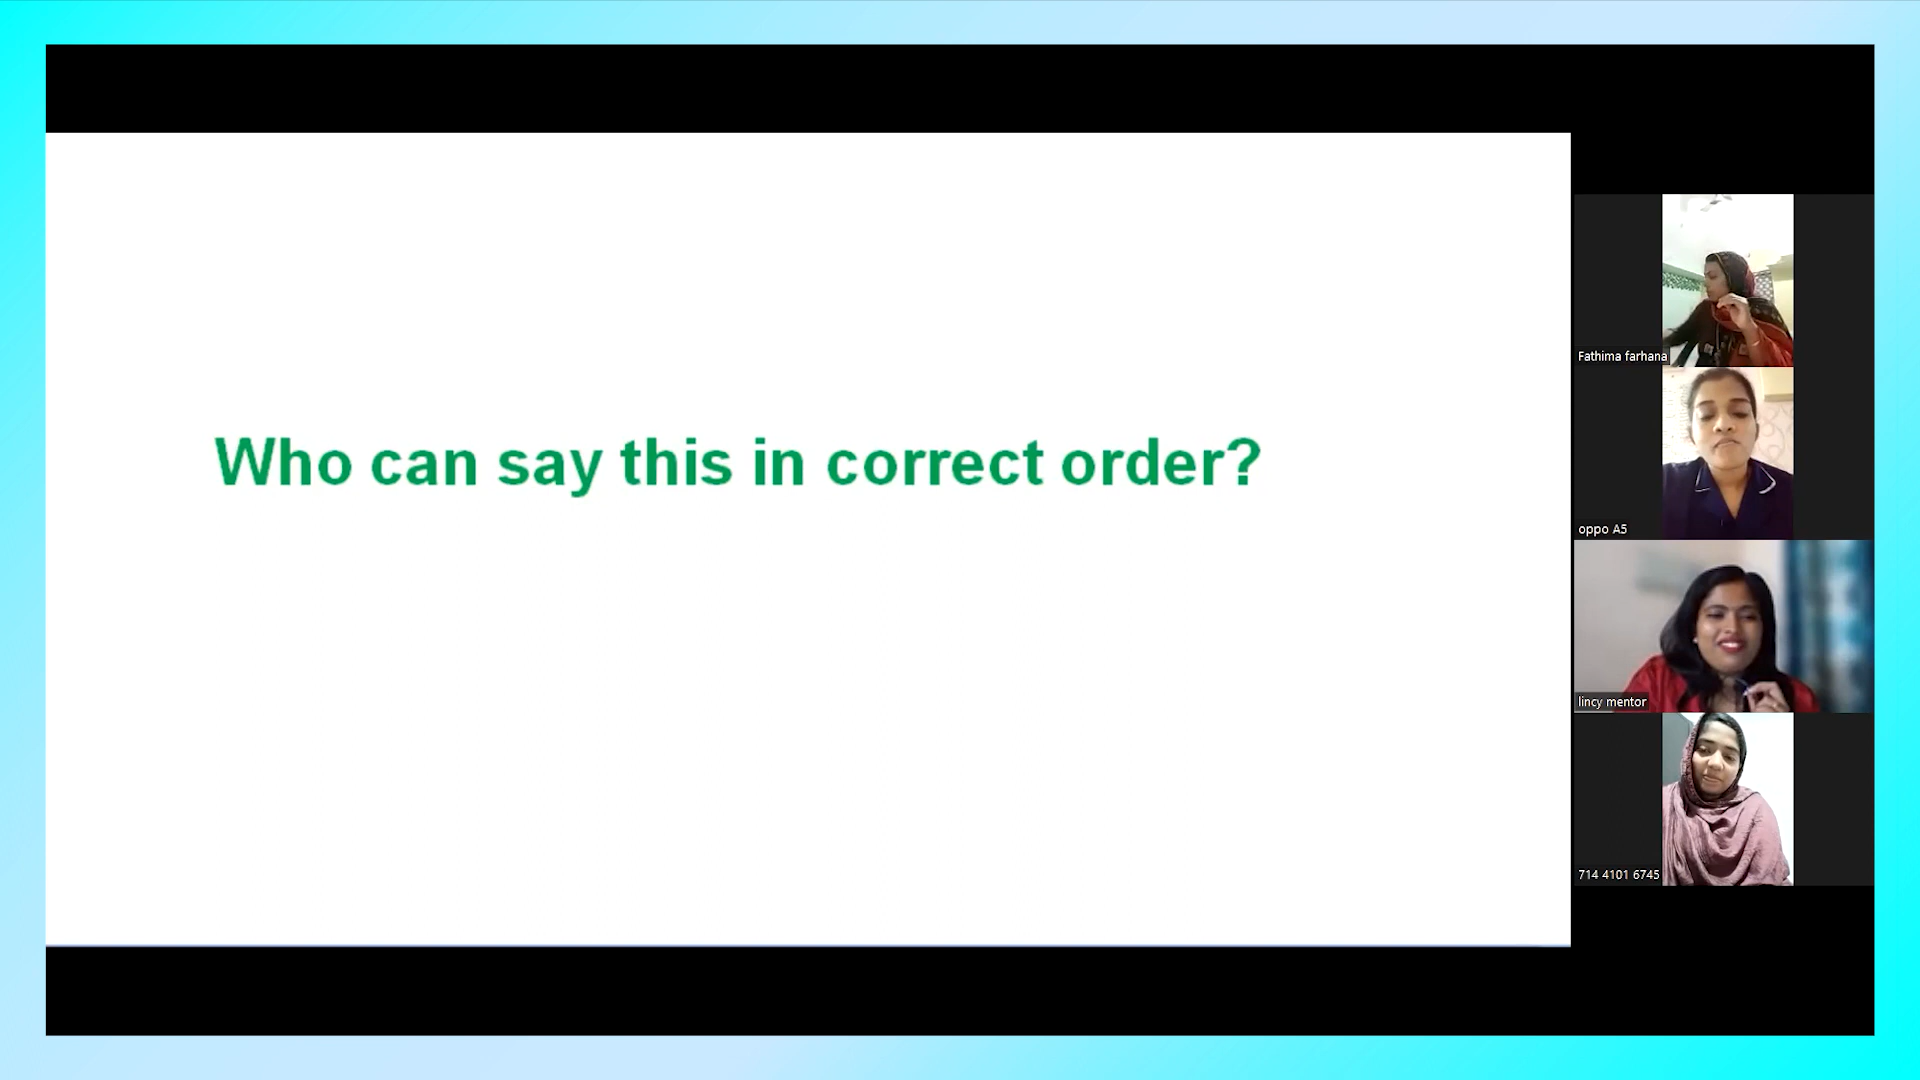 Who can say this in correct order?
Fathima farhana
oppo A5
lincy mentor
714 4101 6745